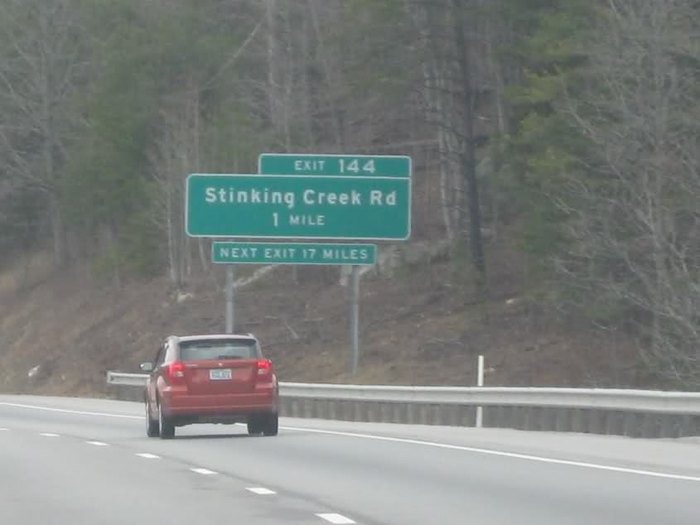 EXIT 144
Stinking Creek Rd
1 MILE
NEXT EXIT 17 MILES